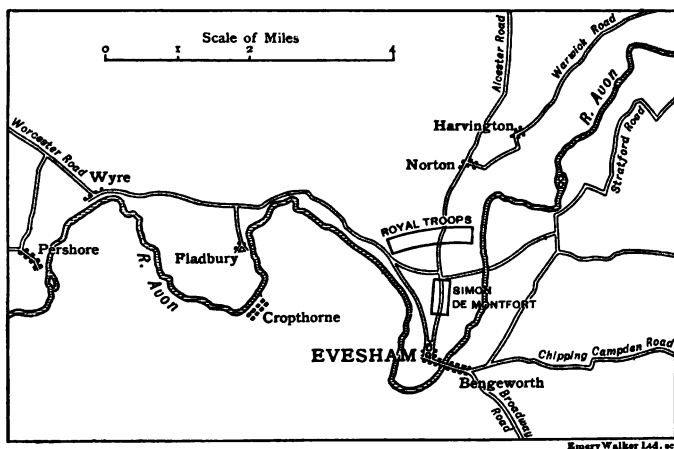 Scale of Miles
0 1 2 4
Alcester Road
Warwick Road
R. Avon
Stratford Road
Harvington
Norton
Worcester Road
Wyre
ROYAL TROOPS
Pershore
R. Avon
Fladbury
Cropthorne
SIMON
DE MONTFORT
EVESHAM
Bengeworth
Chipping Campden Road
Broadway
Road
Emery Walker Ltd. sc.